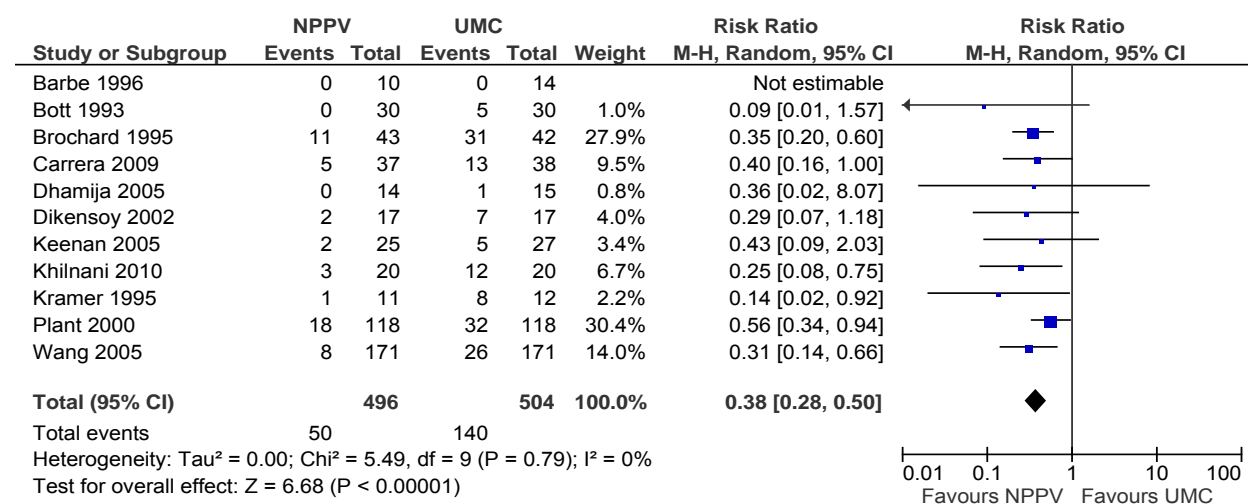 NPPV UMC Risk Ratio Risk Ratio
Study or Subgroup Events Total Events Total Weight M-H, Random, 95% CI M-H, Random, 95% CI
Barbe 1996 0 10 0 14 Not estimable
Bott 1993 0 30 5 30 1.0% 0.09 [0.01, 1.57]
Brochard 1995 11 43 31 42 27.9% 0.35 [0.20, 0.60]
Carrera 2009 5 37 13 38 9.5% 0.40 [0.16, 1.00]
Dhamija 2005 0 14 1 15 0.8% 0.36 [0.02, 8.07]
Dikensoy 2002 2 17 7 17 4.0% 0.29 [0.07, 1.18]
Keenan 2005 2 25 5 27 3.4% 0.43 [0.09, 2.03]
Khilnani 2010 3 20 12 20 6.7% 0.25 [0.08, 0.75]
Kramer 1995 1 11 8 12 2.2% 0.14 [0.02, 0.92]
Plant 2000 18 118 32 118 30.4% 0.56 [0.34, 0.94]
Wang 2005 8 171 26 171 14.0% 0.31 [0.14, 0.66]
Total (95% CI) 496 504 100.0% 0.38 [0.28, 0.50]
Total events 50 140
Heterogeneity: Tau² = 0.00; Chi² = 5.49, df = 9 (P = 0.79); I² = 0%
Test for overall effect: Z = 6.68 (P < 0.00001)
0.01 0.1 1 10 100
Favours NPPV Favours UMC